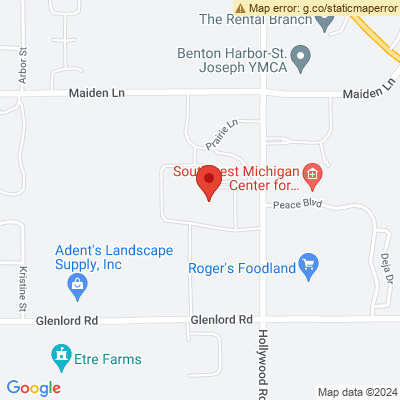 Map error: g.co/staticmaperror
The Rental Branch
Arbor St
Benton Harbor-St.
Joseph YMCA
Maiden Ln
Maiden Ln
Prairie Ln
Southwest Michigan
Center for...
Peace Blvd
Adent's Landscape
Supply, Inc
Roger's Foodland
Kristine St
Deja Dr
Glenlord Rd
Glenlord Rd
Etre Farms
Hollywood Rd
Google
Map data ©2024